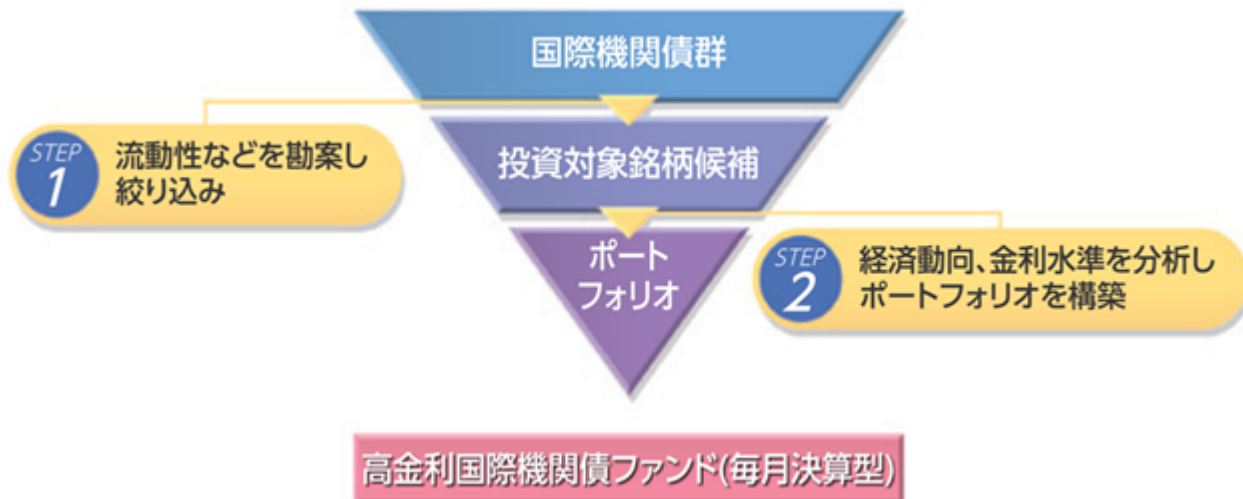 国際機関債群
STEP
1
流動性などを勘案し
絞り込み
投資対象銘柄候補
ポート
フォリオ
STEP
2
経済動向、金利水準を分析し
ポートフォリオを構築
高金利国際機関債ファンド(毎月決算型)